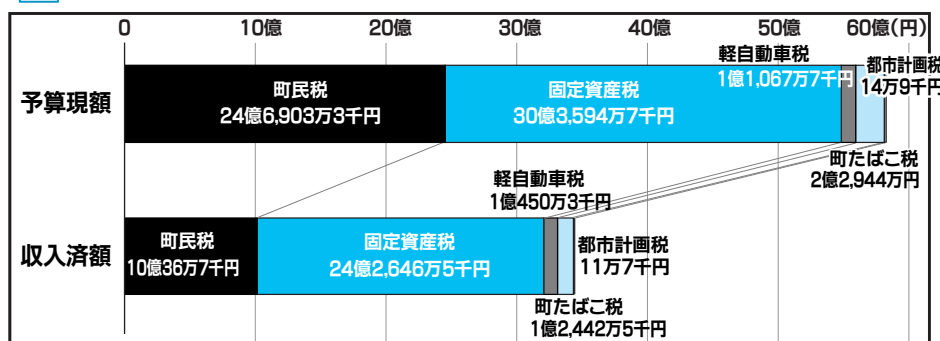 0 10億 20億 30億 40億 50億 60億(円)
予算現額
町民税
24億6,903万3千円
固定資産税
30億3,594万7千円
軽自動車税
1億1,067万7千円
都市計画税
14万9千円
町たばこ税
2億2,944万円
収入済額
町民税
10億36万7千円
固定資産税
24億2,646万5千円
軽自動車税
1億450万3千円
都市計画税
11万7千円
町たばこ税
1億2,442万5千円